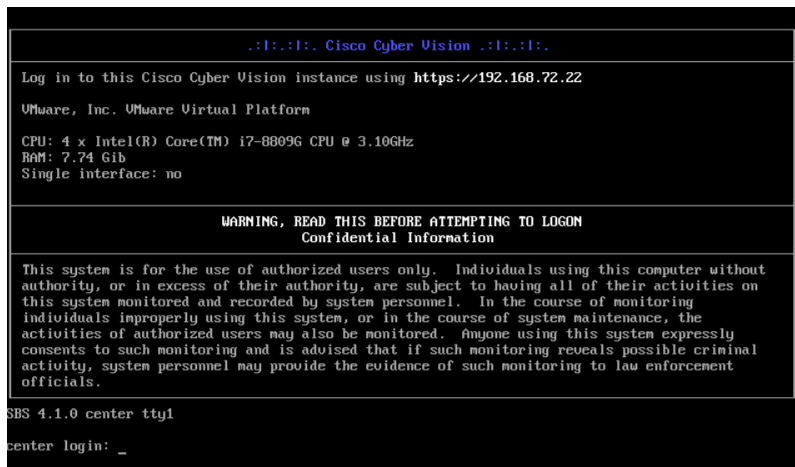 .:|:.:|:. Cisco Cyber Vision .:|:.:|:.
Log in to this Cisco Cyber Vision instance using https://192.168.72.22
VMware, Inc. VMware Virtual Platform
CPU: 4 x Intel(R) Core(TM) i7-8809G CPU @ 3.10GHz
RAM: 7.74 Gib
Single interface: no
WARNING, READ THIS BEFORE ATTEMPTING TO LOGON
Confidential Information
This system is for the use of authorized users only.  Individuals using this computer without
authority, or in excess of their authority, are subject to having all of their activities on
this system monitored and recorded by system personnel.  In the course of monitoring
individuals improperly using this system, or in the course of system maintenance, the
activities of authorized users may also be monitored.  Anyone using this system expressly
consents to such monitoring and is advised that if such monitoring reveals possible criminal
activity, system personnel may provide the evidence of such monitoring to law enforcement
officials.
SBS 4.1.0 center tty1
center login: _